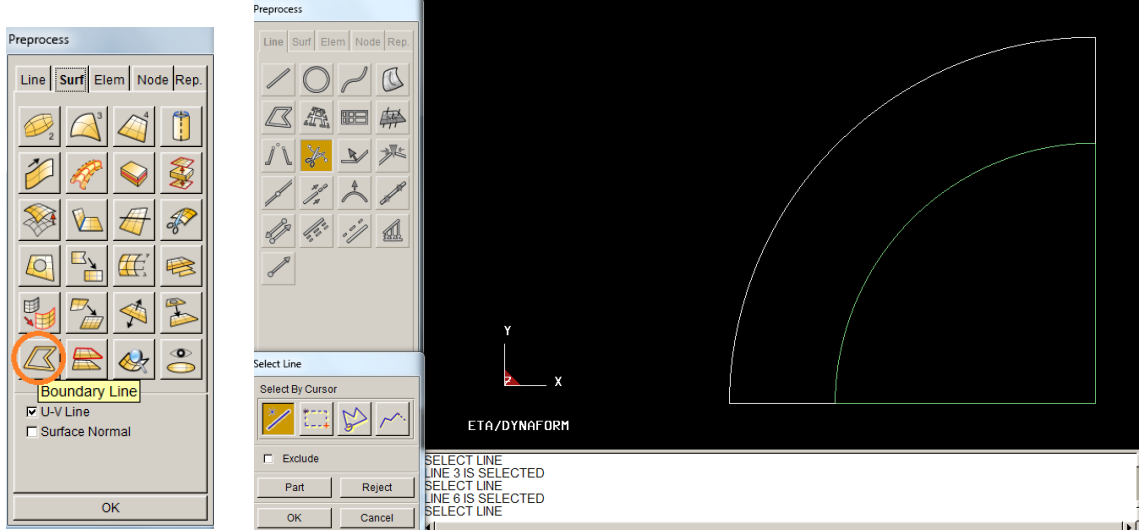 Preprocess
Line Surf Elem Node Rep.
2 3 4
Boundary Line
U-V Line
Surface Normal
OK
Preprocess
Line Surf Elem Node Rep.
Select Line
Select By Cursor
Exclude
Part Reject
OK Cancel
Y
Z X
ETA/DYNAFORM
SELECT LINE
LINE 3 IS SELECTED
SELECT LINE
LINE 6 IS SELECTED
SELECT LINE